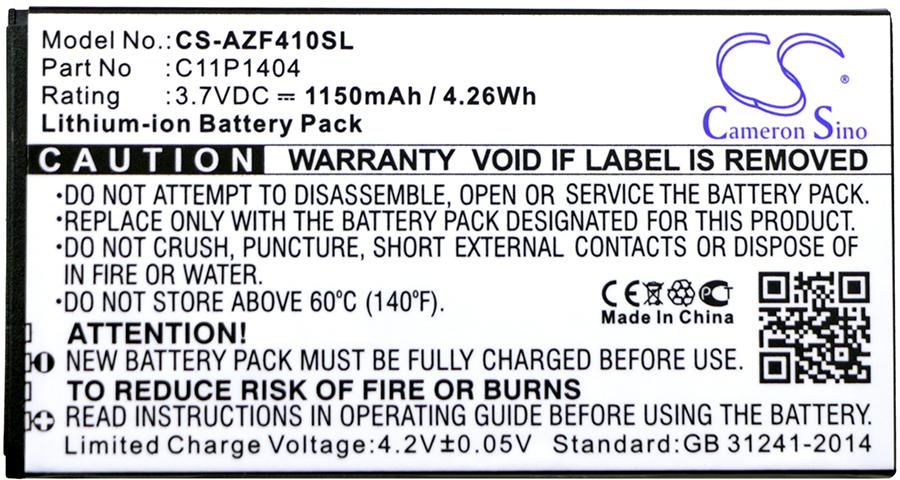 Model No.:CS-AZF410SL
Part No :C11P1404
Rating :3.7VDC ⎓ 1150mAh / 4.26Wh
Lithium-ion Battery Pack
CS ®
Cameron Sino
CAUTION WARRANTY VOID IF LABEL IS REMOVED
•DO NOT ATTEMPT TO DISASSEMBLE, OPEN OR SERVICE THE BATTERY PACK.
•REPLACE ONLY WITH THE BATTERY PACK DESIGNATED FOR THIS PRODUCT.
•DO NOT CRUSH, PUNCTURE, SHORT EXTERNAL CONTACTS OR DISPOSE OF
IN FIRE OR WATER.
•DO NOT STORE ABOVE 60°C (140°F).
CE PCT
Made In China
ATTENTION!
NEW BATTERY PACK MUST BE FULLY CHARGED BEFORE USE.
TO REDUCE RISK OF FIRE OR BURNS
READ INSTRUCTIONS IN OPERATING GUIDE BEFORE USING THE BATTERY.
Limited Charge Voltage:4.2V±0.05V Standard:GB 31241-2014